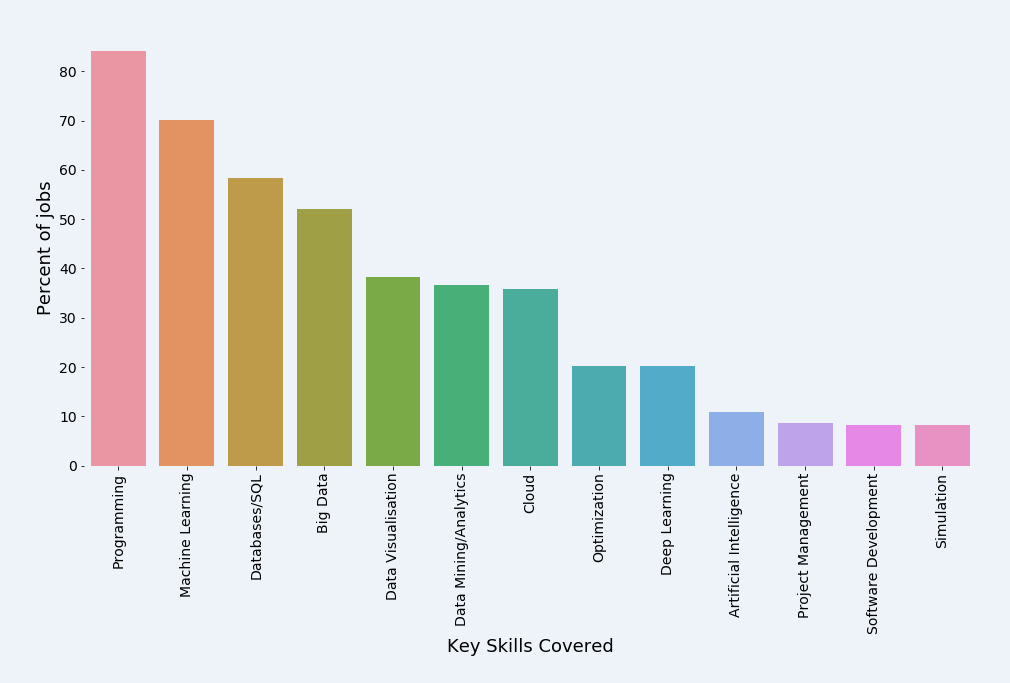 80
70
60
50
40
30
20
10
0
Percent of jobs
Programming
Machine Learning
Databases/SQL
Big Data
Data Visualisation
Data Mining/Analytics
Cloud
Optimization
Deep Learning
Artificial Intelligence
Project Management
Software Development
Simulation
Key Skills Covered